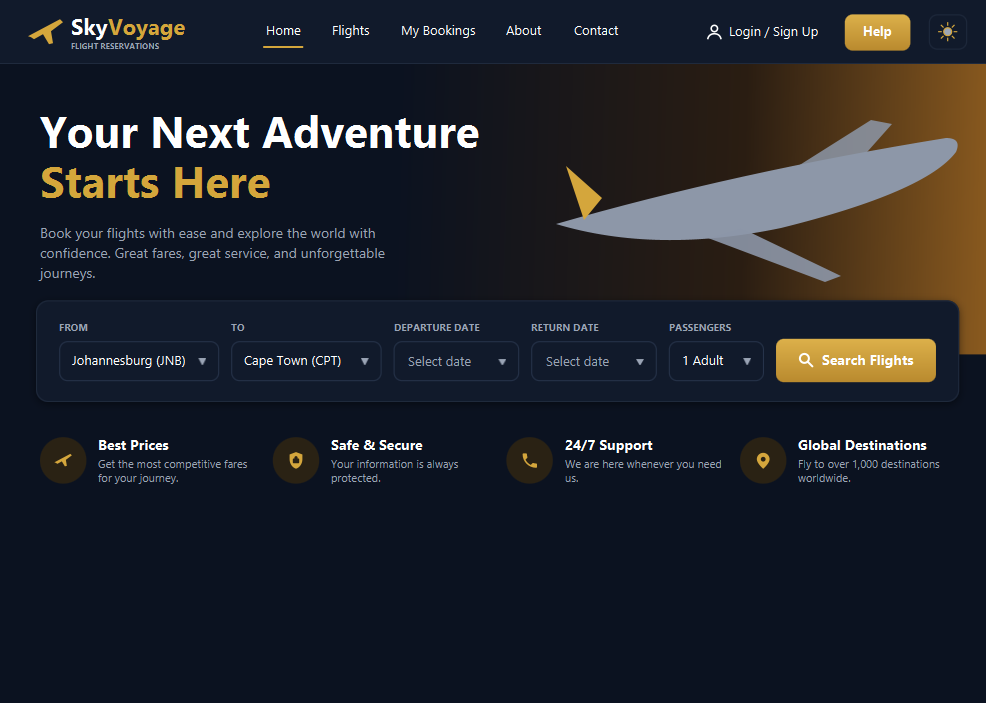 SkyVoyage
FLIGHT RESERVATIONS
Home
Flights
My Bookings
About
Contact
Login / Sign Up
Help
Your Next Adventure
Starts Here
Book your flights with ease and explore the world with
confidence. Great fares, great service, and unforgettable
journeys.
FROM
Johannesburg (JNB)
TO
Cape Town (CPT)
DEPARTURE DATE
Select date
RETURN DATE
Select date
PASSENGERS
1 Adult
Search Flights
Best Prices
Get the most competitive fares
for your journey.
Safe & Secure
Your information is always
protected.
24/7 Support
We are here whenever you need
us.
Global Destinations
Fly to over 1,000 destinations
worldwide.